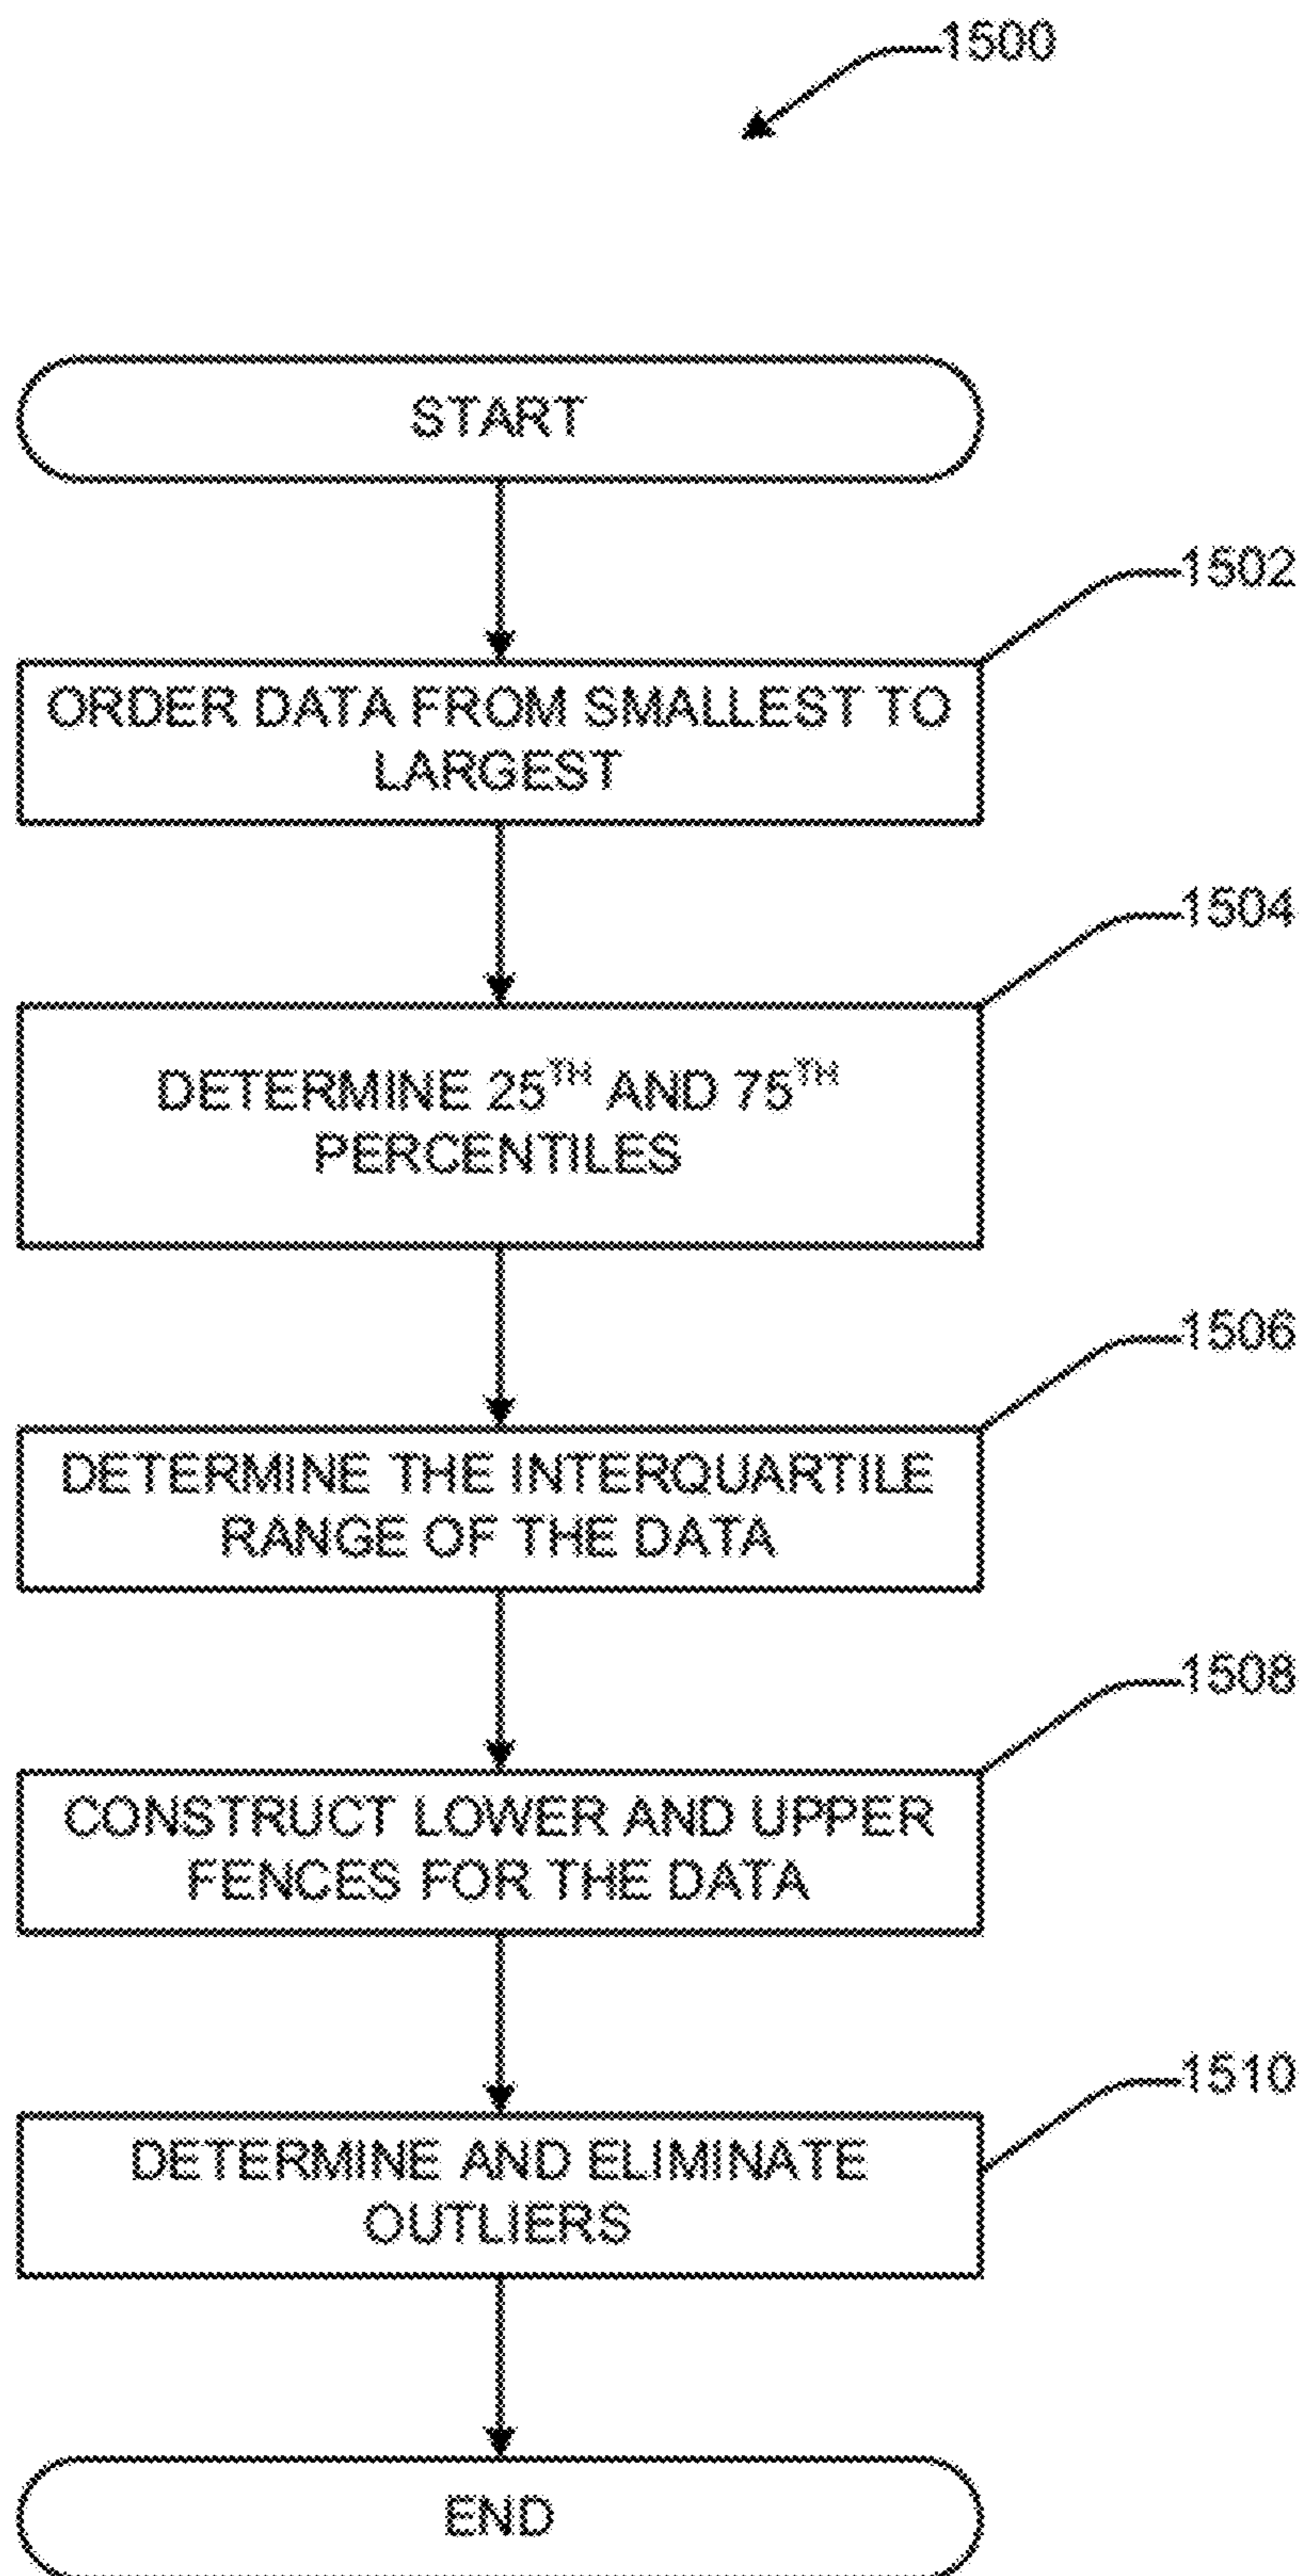 1500
START
1502
ORDER DATA FROM SMALLEST TO
LARGEST
1504
DETERMINE 25TH AND 75TH
PERCENTILES
1506
DETERMINE THE INTERQUARTILE
RANGE OF THE DATA
1508
CONSTRUCT LOWER AND UPPER
FENCES FOR THE DATA
1510
DETERMINE AND ELIMINATE
OUTLIERS
END